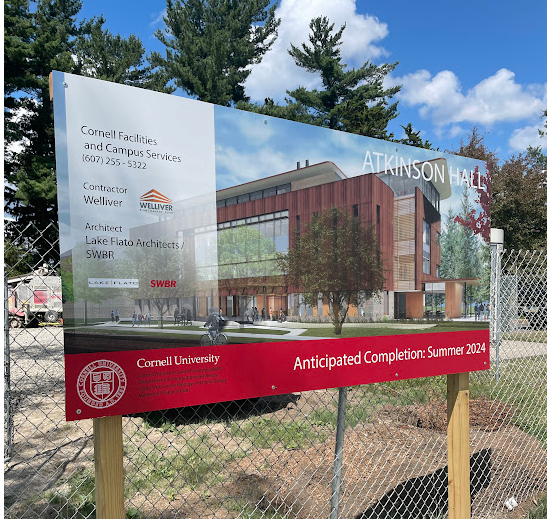 ATKINSON HALL
Cornell Facilities
and Campus Services
(607) 255 - 5322
Contractor
Welliver
WELLIVER
Architect
Lake Flato Architects/
SWBR
LAKE|FLATO
SWBR
Cornell University
Anticipated Completion: Summer 2024